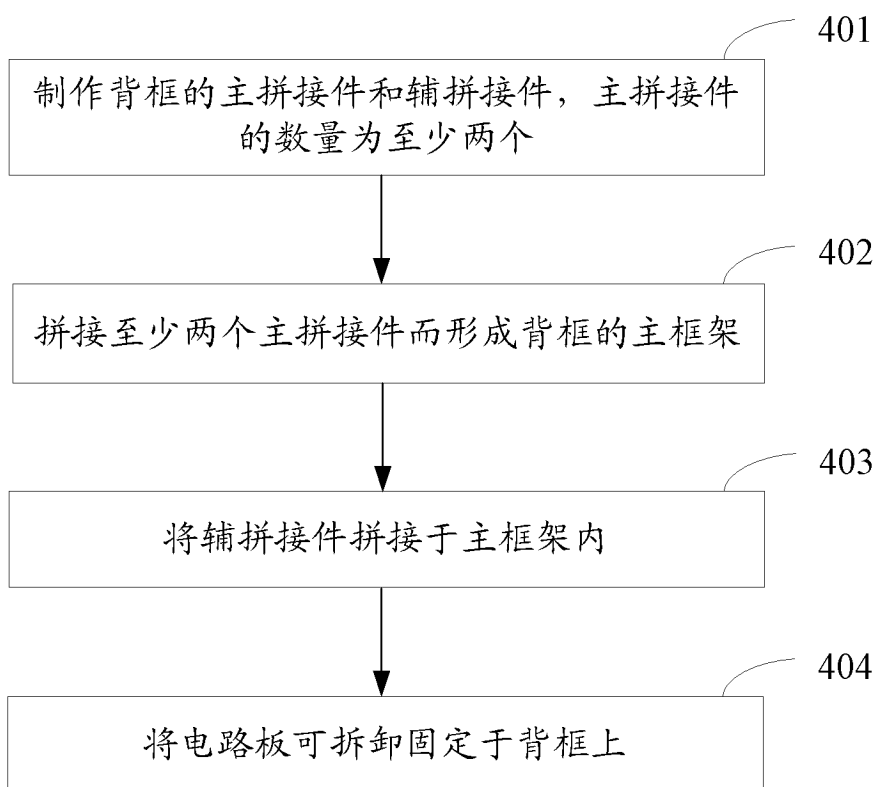 401
制作背框的主拼接件和辅拼接件，主拼接件
的数量为至少两个
402
拼接至少两个主拼接件而形成背框的主框架
403
将辅拼接件拼接于主框架内
404
将电路板可拆卸固定于背框上